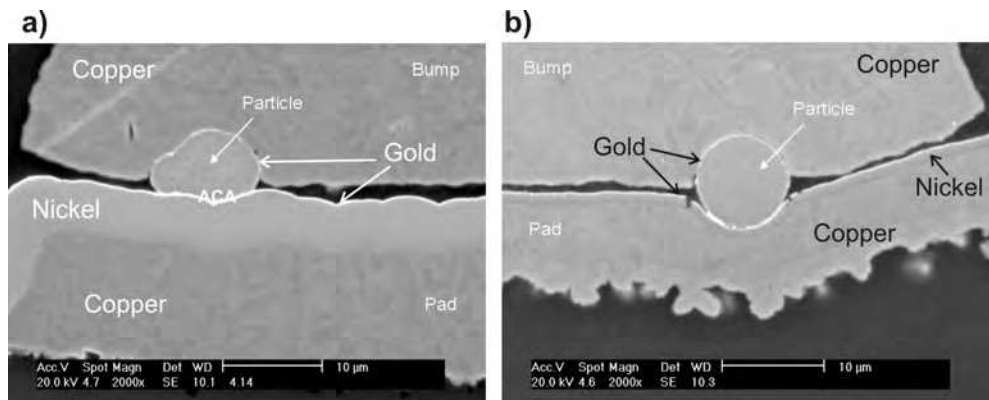 a)
Copper
Bump
Particle
Gold
ACA
Nickel
Copper
Pad
Acc.V Spot Magn Det WD 10 µm
20.0 kV 4.7 2000x SE 10.1 4.14
b)
Bump
Copper
Particle
Gold
Nickel
Pad
Copper
Acc.V Spot Magn Det WD 10 µm
20.0 kV 4.6 2000x SE 10.3